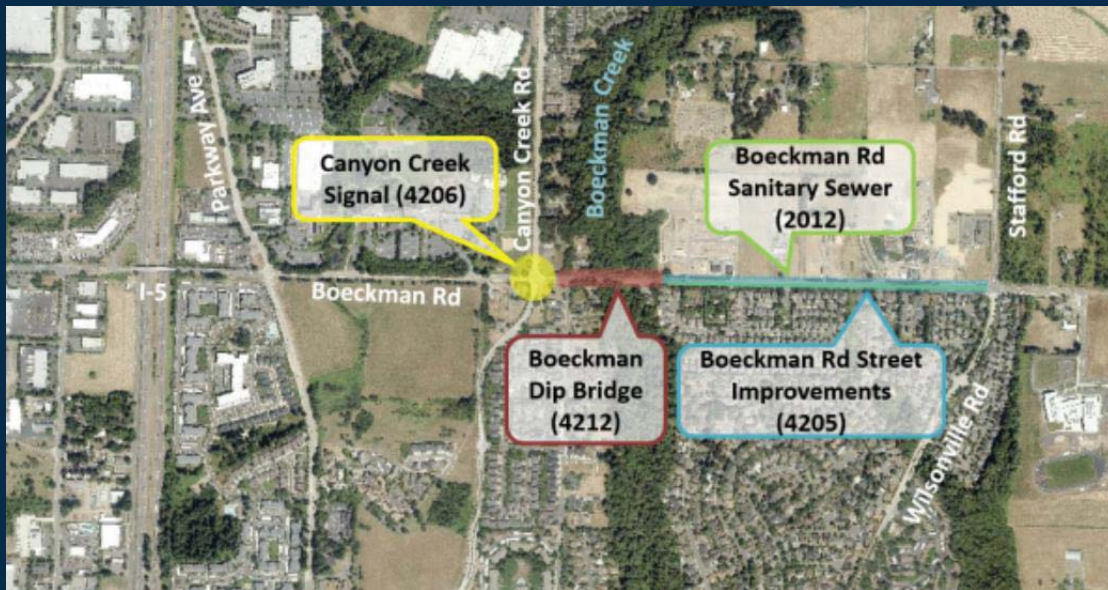 Parkway Ave
Canyon Creek
Signal (4206)
Canyon Creek Rd
Boeckman Creek
Boeckman Rd
Sanitary Sewer
(2012)
Stafford Rd
I-5
Boeckman Rd
Boeckman
Dip Bridge
(4212)
Boeckman Rd Street
Improvements
(4205)
Wilsonville Rd